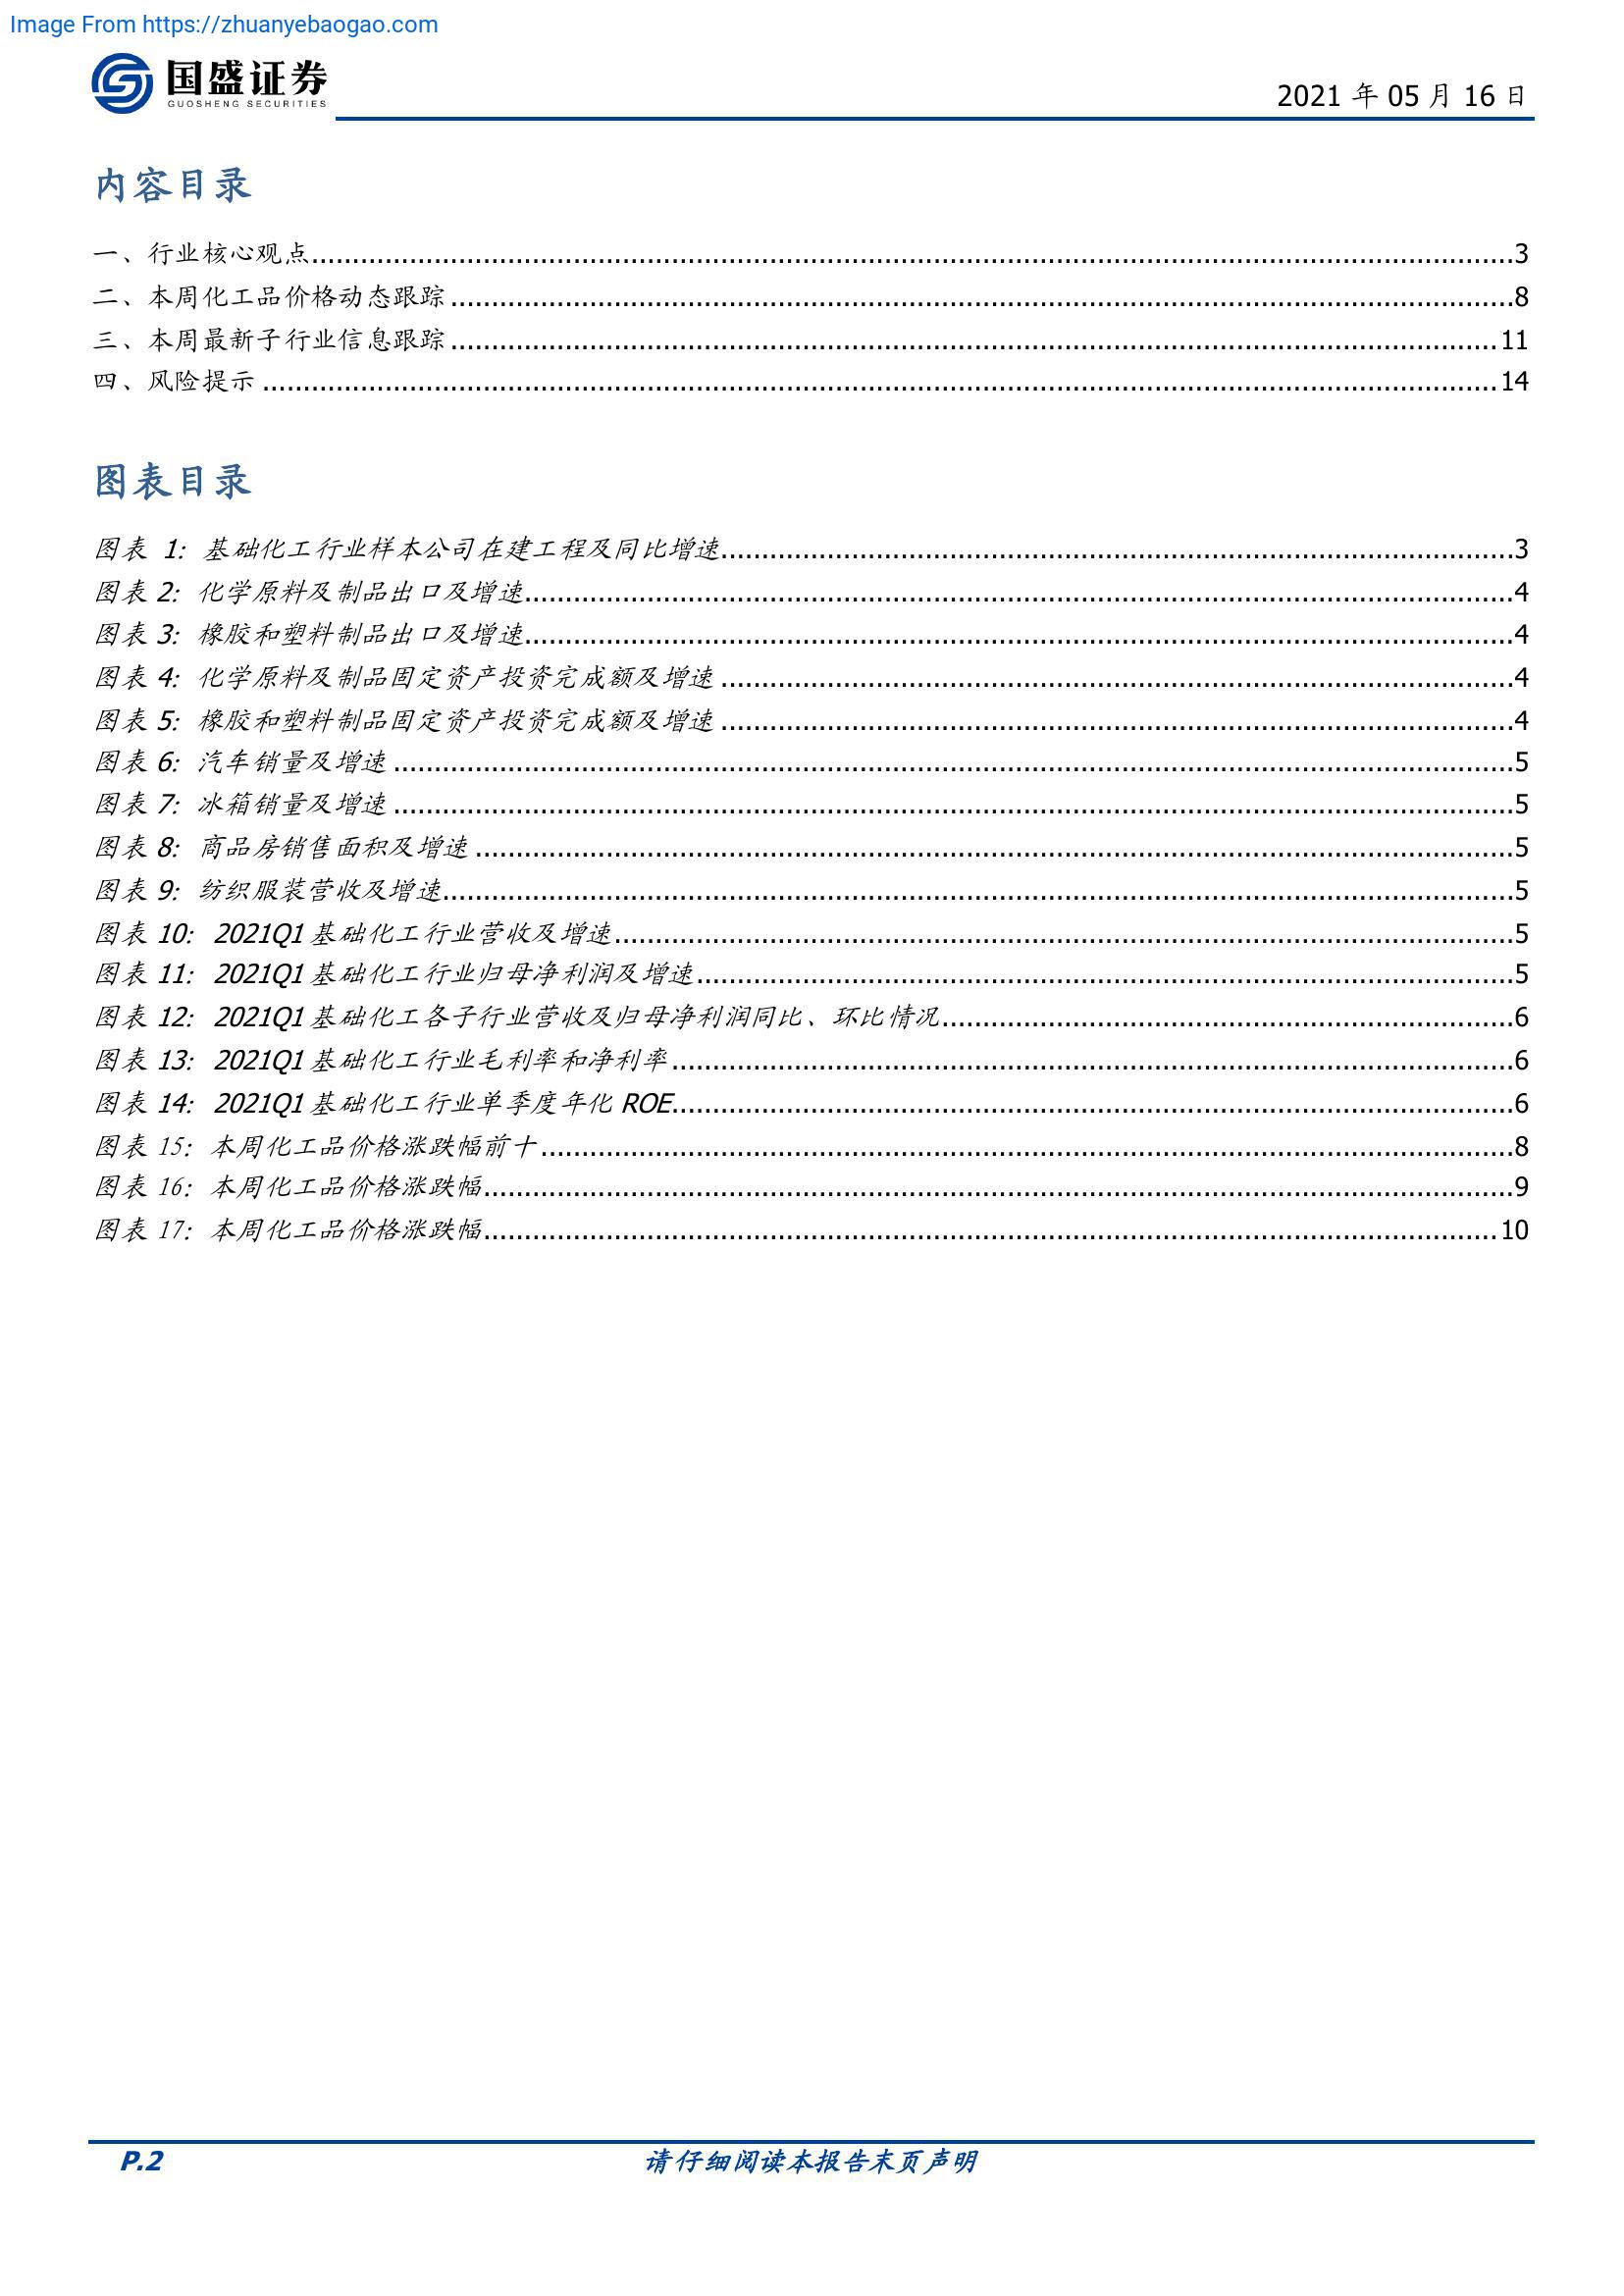 Image From https://zhuanyebaogao.com
国盛证券
GUOSHENG SECURITIES
2021 年 05 月 16 日
内容目录
一、行业核心观点..........3
二、本周化工品价格动态跟踪..........8
三、本周最新子行业信息跟踪..........11
四、风险提示..........14
图表目录
图表 1: 基础化工行业样本公司在建工程及同比增速..........3
图表 2: 化学原料及制品出口及增速..........4
图表 3: 橡胶和塑料制品出口及增速..........4
图表 4: 化学原料及制品固定资产投资完成额及增速..........4
图表 5: 橡胶和塑料制品固定资产投资完成额及增速..........4
图表 6: 汽车销量及增速..........5
图表 7: 冰箱销量及增速..........5
图表 8: 商品房销售面积及增速..........5
图表 9: 纺织服装营收及增速..........5
图表 10: 2021Q1 基础化工行业营收及增速..........5
图表 11: 2021Q1 基础化工行业归母净利润及增速..........5
图表 12: 2021Q1 基础化工各子行业营收及归母净利润同比、环比情况..........6
图表 13: 2021Q1 基础化工行业毛利率和净利率..........6
图表 14: 2021Q1 基础化工行业单季度年化 ROE..........6
图表 15: 本周化工品价格涨跌幅前十..........8
图表 16: 本周化工品价格涨跌幅..........9
图表 17: 本周化工品价格涨跌幅..........10
P.2
请仔细阅读本报告末页声明